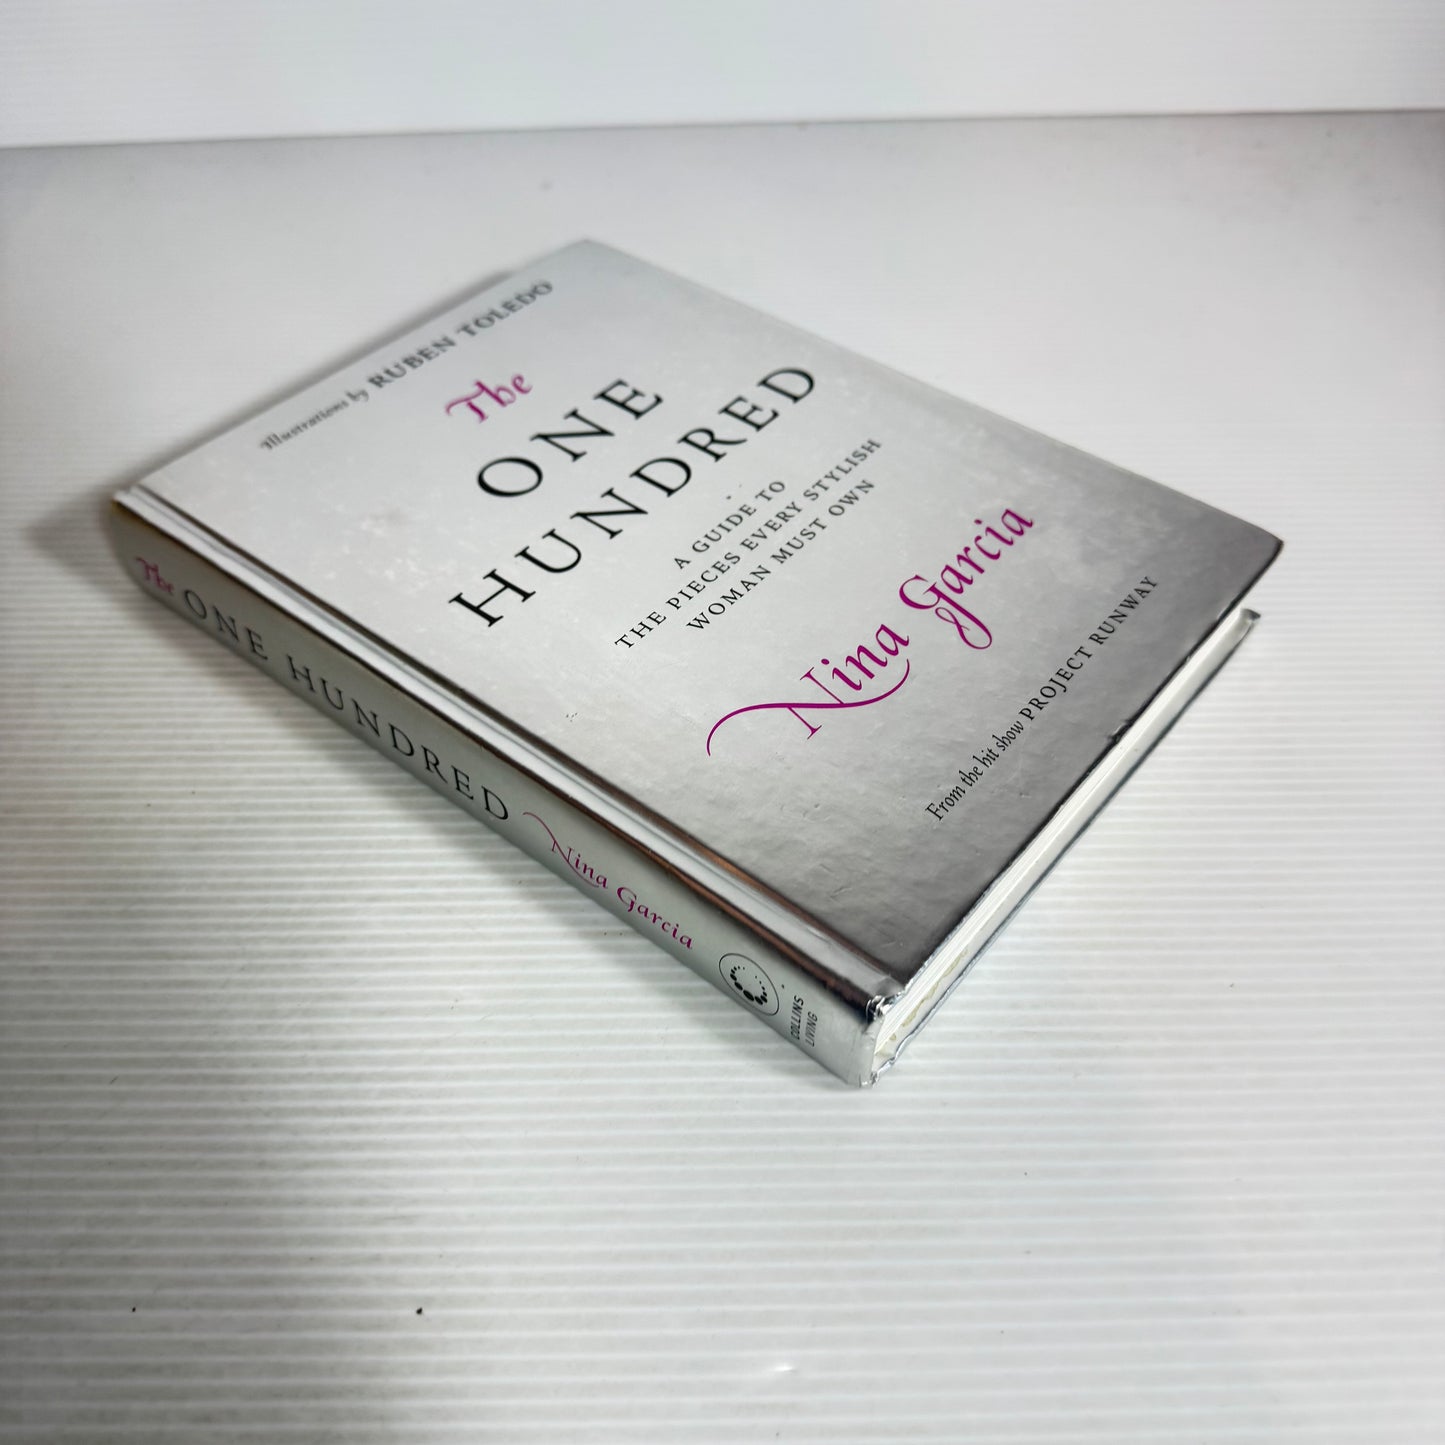 Illustrations by RUBEN TOLEDO
The
ONE
HUNDRED
A GUIDE TO
THE PIECES EVERY STYLISH
WOMAN MUST OWN
Nina Garcia
From the hit show PROJECT RUNWAY
The ONE HUNDRED Nina Garcia
COLLINS
LIVING